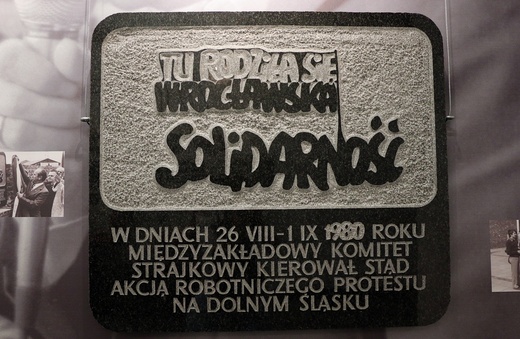 TU RODZIŁA SIĘ
WROCŁAWSKA
SOLIDARNOŚĆ
W DNIACH 26 VIII-1 IX 1980 ROKU
MIĘDZYZAKŁADOWY KOMITET
STRAJKOWY KIEROWAŁ STĄD
AKCJĄ ROBOTNICZEGO PROTESTU
NA DOLNYM ŚLĄSKU